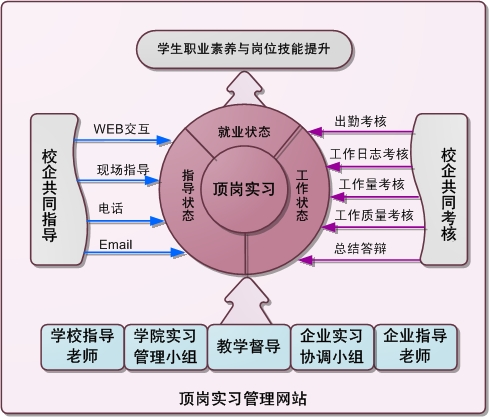 学生职业素养与岗位技能提升
校企共同指导
WEB交互
现场指导
电话
Email
就业状态
指导状态
顶岗实习
工作状态
出勤考核
工作日志考核
工作量考核
工作质量考核
总结答辩
校企共同考核
学校指导
老师
学院实习
管理小组
教学督导
企业实习
协调小组
企业指导
老师
顶岗实习管理网站